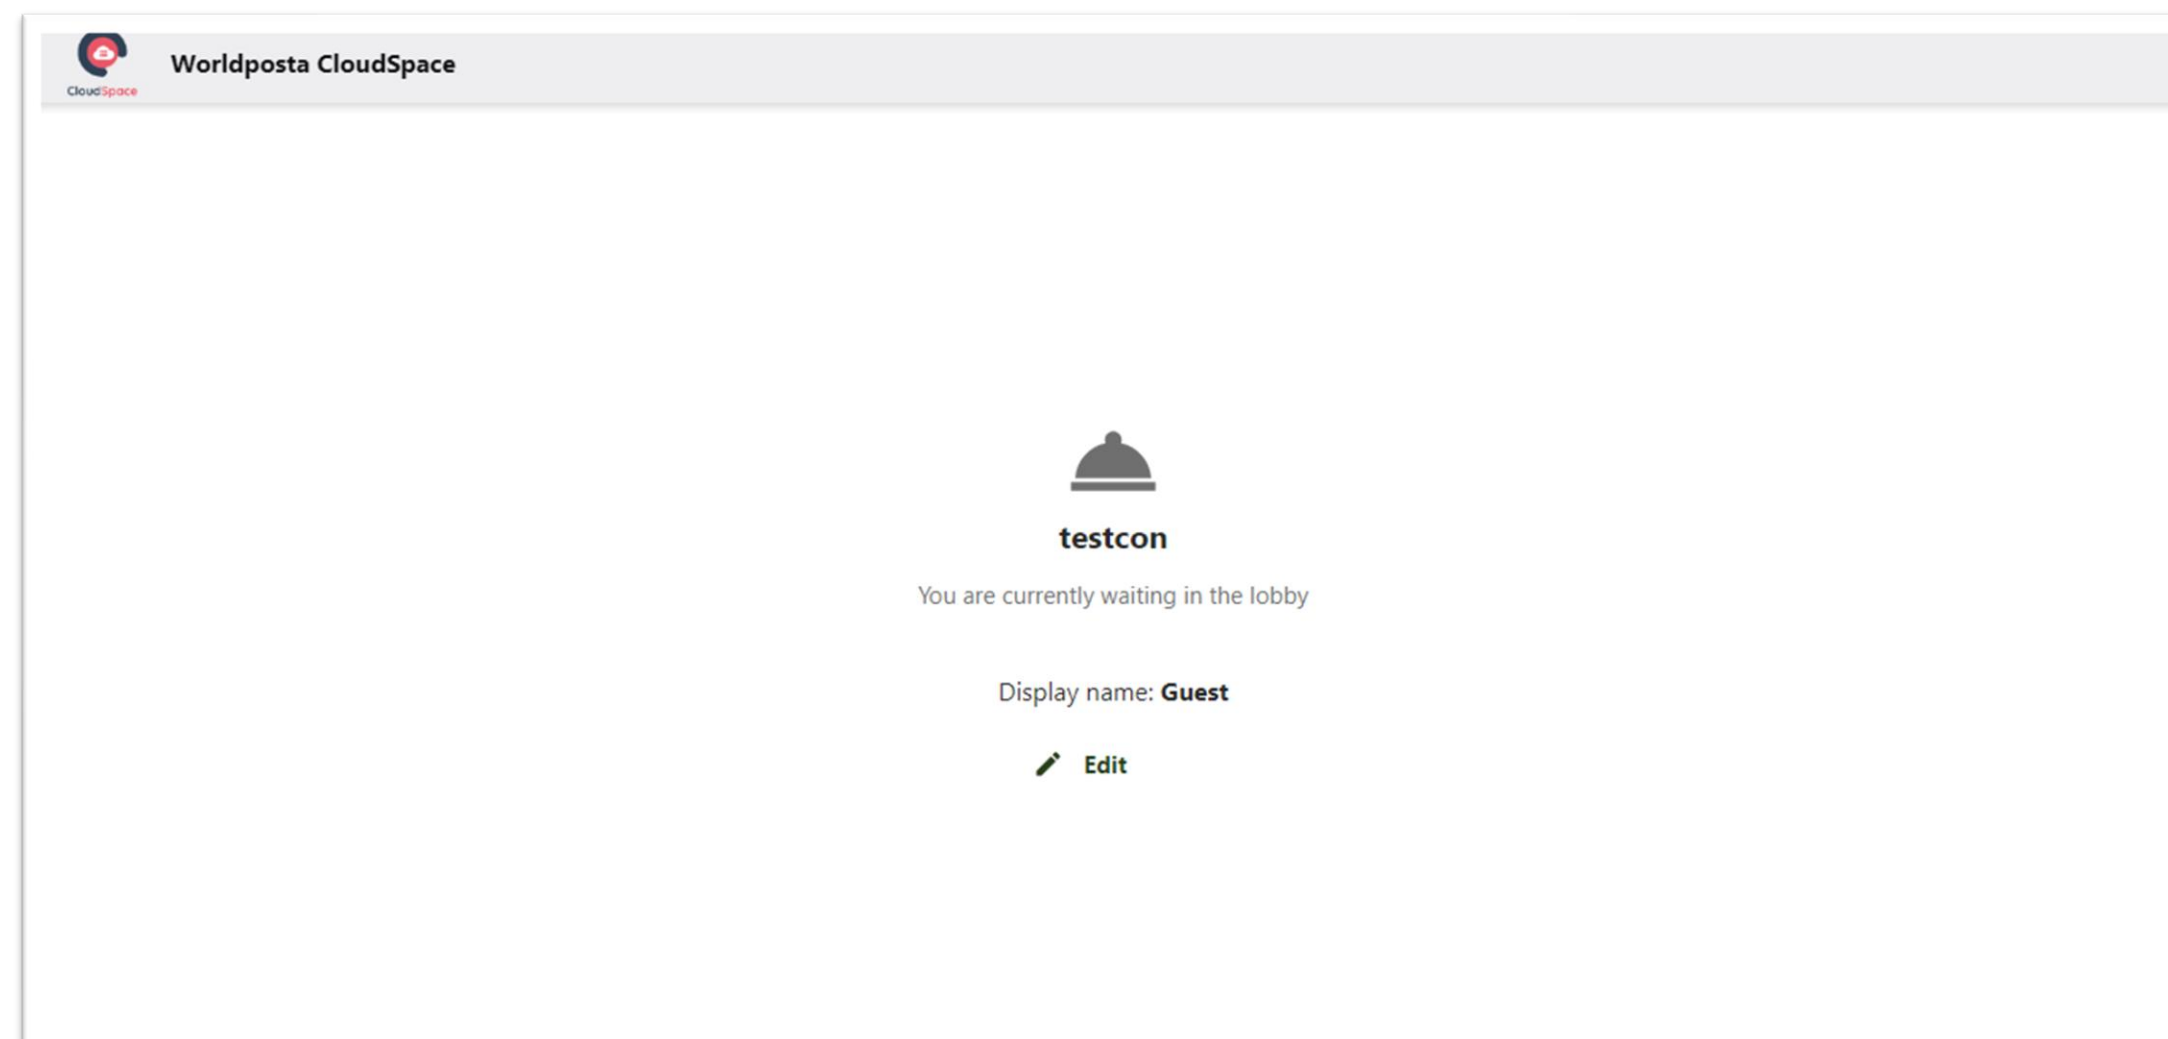 Worldposta CloudSpace
CloudSpace
testcon
You are currently waiting in the lobby
Display name: Guest
Edit